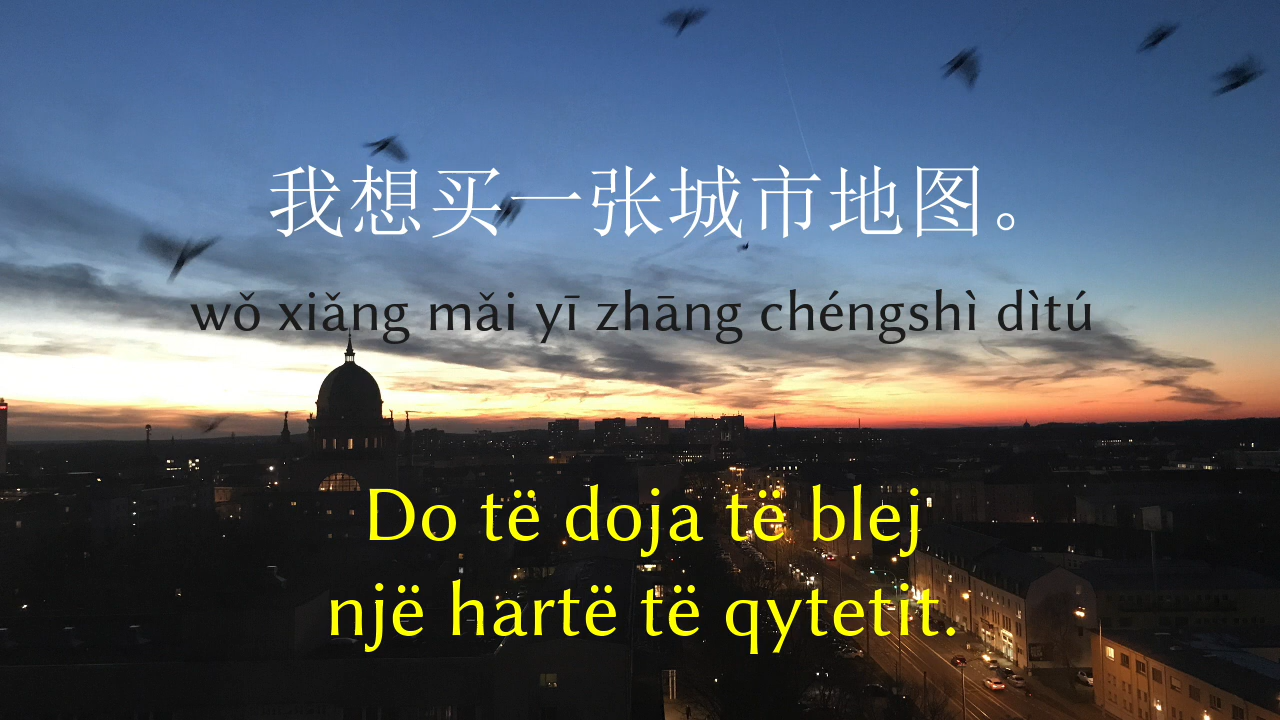 我想买一张城市地图。
wǒ xiǎng mǎi yī zhāng chéngshì dìtú
Do të doja të blej
një hartë të qytetit.